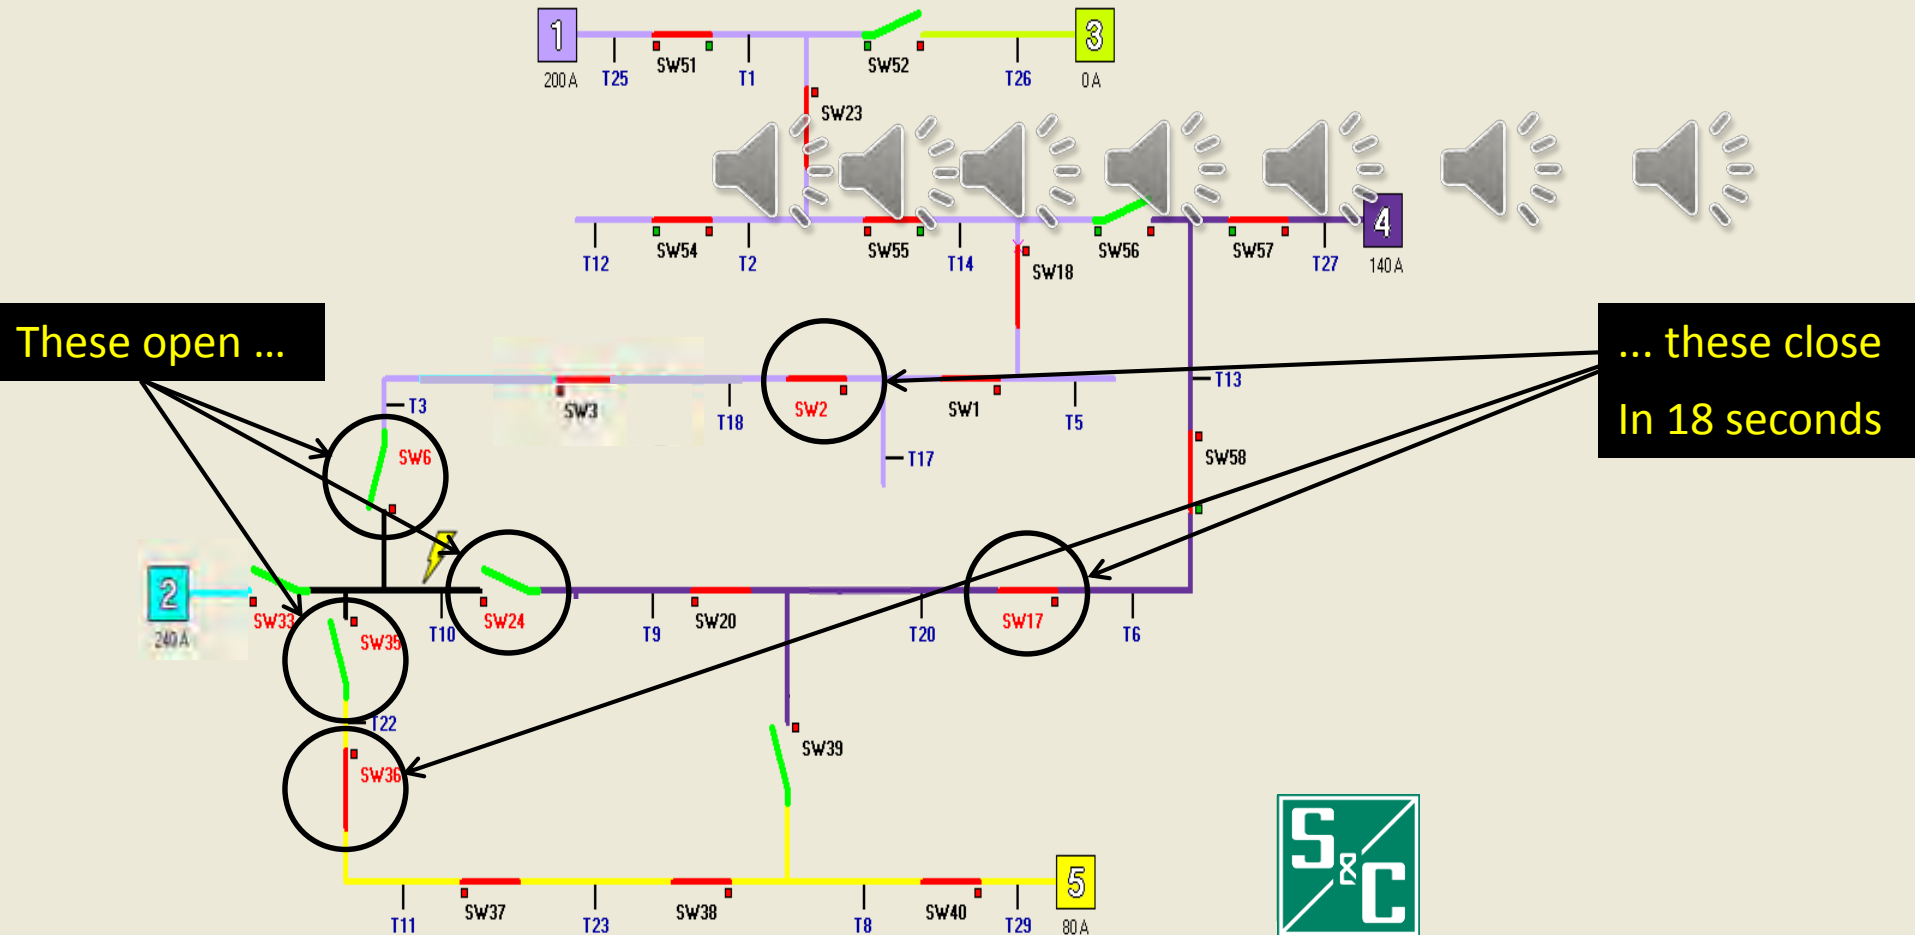 1
3
SW51
SW52
200 A
T25
T1
T26
0 A
SW23
4
SW54
SW55
SW56
SW57
T12
T2
T14
SW18
T27
140 A
These open ...
... these close
In 18 seconds
T3
SW3
SW2
SW1
T13
T18
T5
SW6
T17
SW58
2
SW33
SW24
SW20
SW17
240 A
SW35
T10
T9
T20
T6
T22
SW36
SW39
5
SW37
SW38
SW40
T11
T23
T8
T29
80 A
S&C